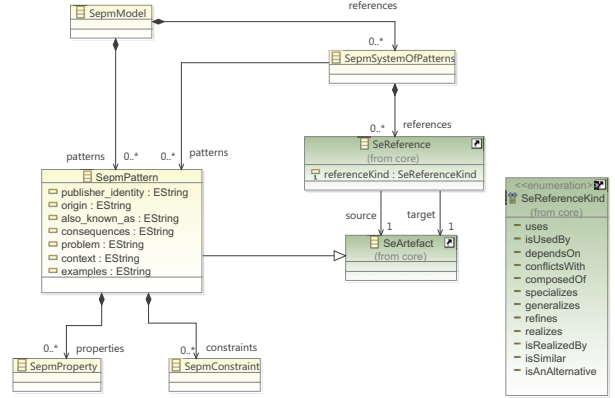 references
SepmModel
0..*
SepmSystemOfPatterns
references
0..*
patterns
0..*
0..*
patterns
SeReference
(from core)
referenceKind : SeReferenceKind
SepmPattern
publisher_identity : EString
origin : EString
also_known_as : EString
consequences : EString
problem : EString
context : EString
examples : EString
source
target
1
1
SeArtefact
(from core)
<<enumeration>>
SeReferenceKind
(from core)
uses
isUsedBy
dependsOn
conflictsWith
composedOf
specializes
generalizes
refines
realizes
isRealizedBy
isSimilar
isAnAlternative
0..*
properties
0..*
constraints
SepmProperty
SepmConstraint